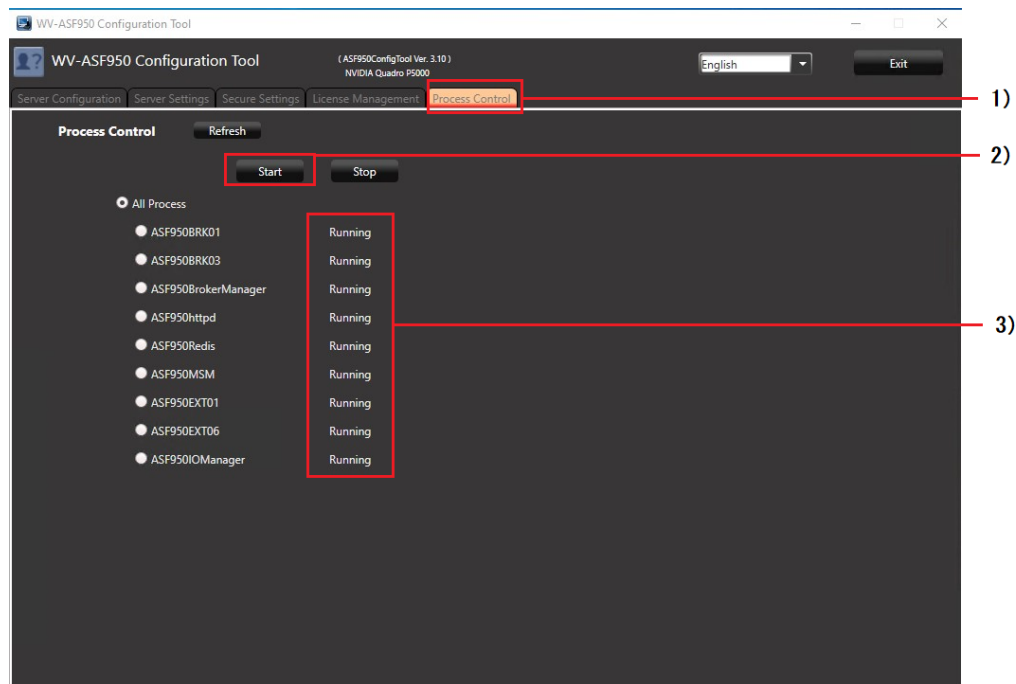 WV-ASF950 Configuration Tool
WV-ASF950 Configuration Tool
( ASF950ConfigTool Ver. 3.10 )
NVIDIA Quadro P5000
English
Exit
Server Configuration Server Settings Secure Settings License Management Process Control
1)
Process Control Refresh
2)
Start Stop
All Process
ASF950BRK01 Running
ASF950BRK03 Running
ASF950BrokerManager Running
ASF950httpd Running
3)
ASF950Redis Running
ASF950MSM Running
ASF950EXT01 Running
ASF950EXT06 Running
ASF950IOManager Running